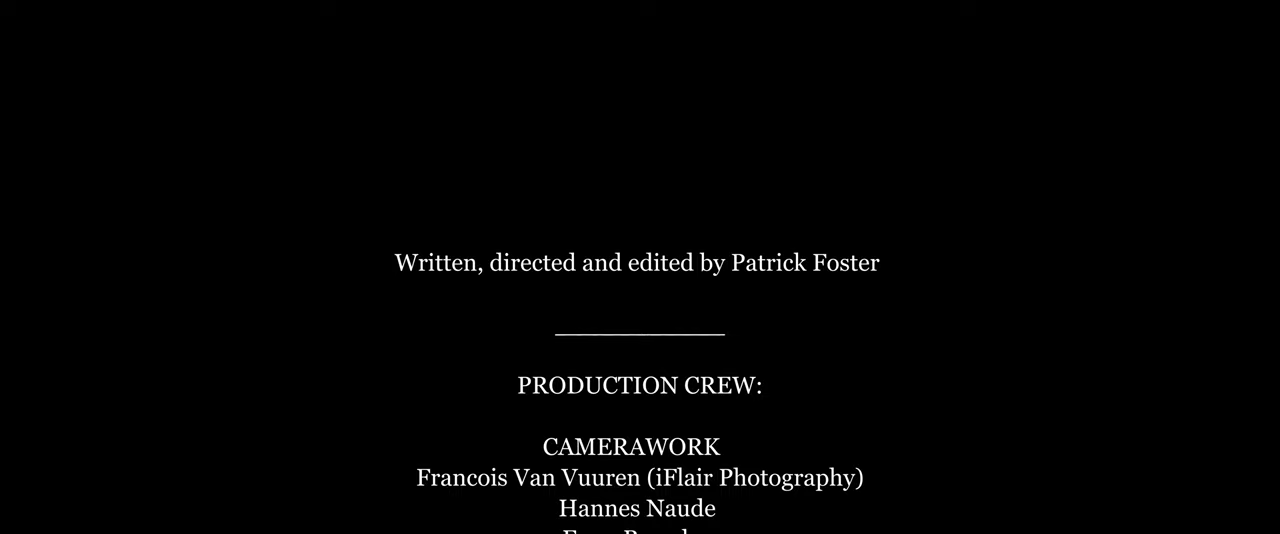 Written, directed and edited by Patrick Foster
PRODUCTION CREW:
CAMERAWORK
Francois Van Vuuren (iFlair Photography)
Hannes Naude